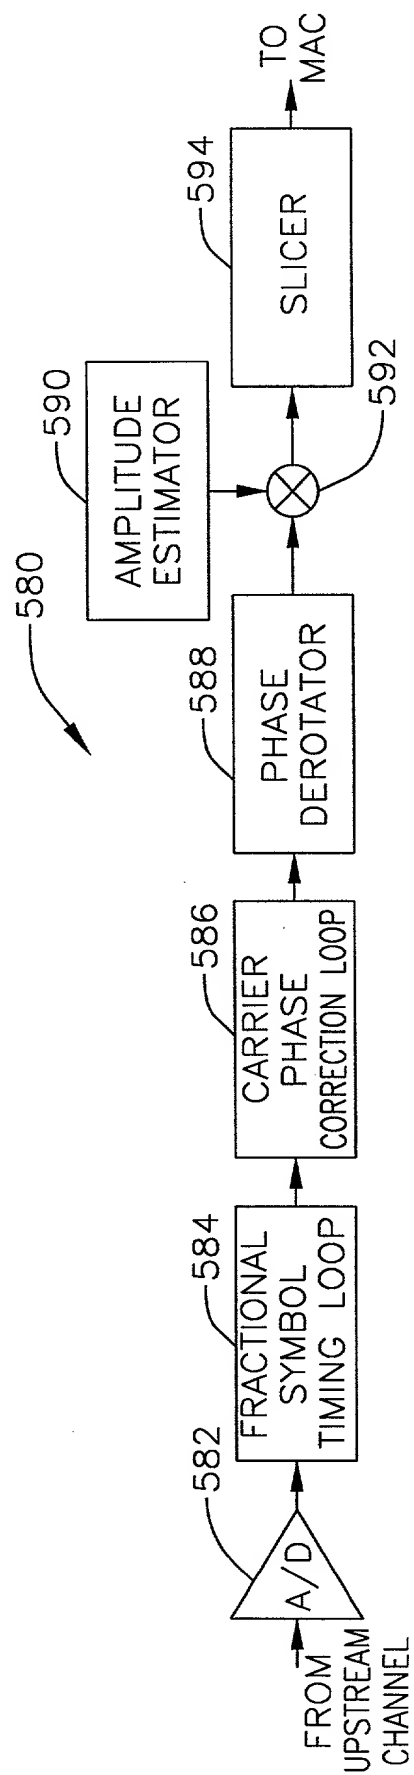 580
FROM
UPSTREAM
CHANNEL
A/D
582
FRACTIONAL
SYMBOL
TIMING LOOP
584
CARRIER
PHASE
CORRECTION LOOP
586
PHASE
DEROTATOR
588
AMPLITUDE
ESTIMATOR
590
592
SLICER
594
TO
MAC